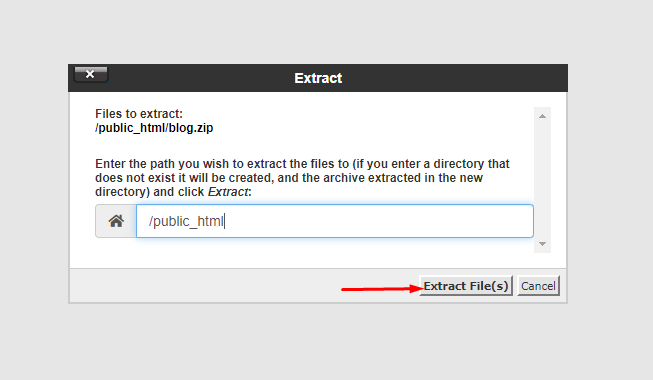 Extract
Files to extract:
/public_html/blog.zip
Enter the path you wish to extract the files to (if you enter a directory that
does not exist it will be created, and the archive extracted in the new
directory) and click Extract:
/public_html
Extract File(s) Cancel